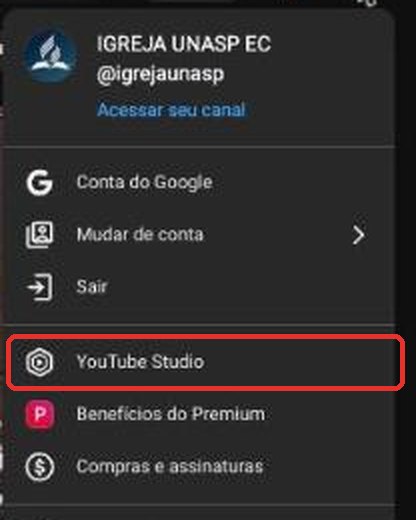 IGREJA UNASP EC
@igrejaunasp
Acessar seu canal
Conta do Google
Mudar de conta
Sair
YouTube Studio
Benefícios do Premium
Compras e assinaturas